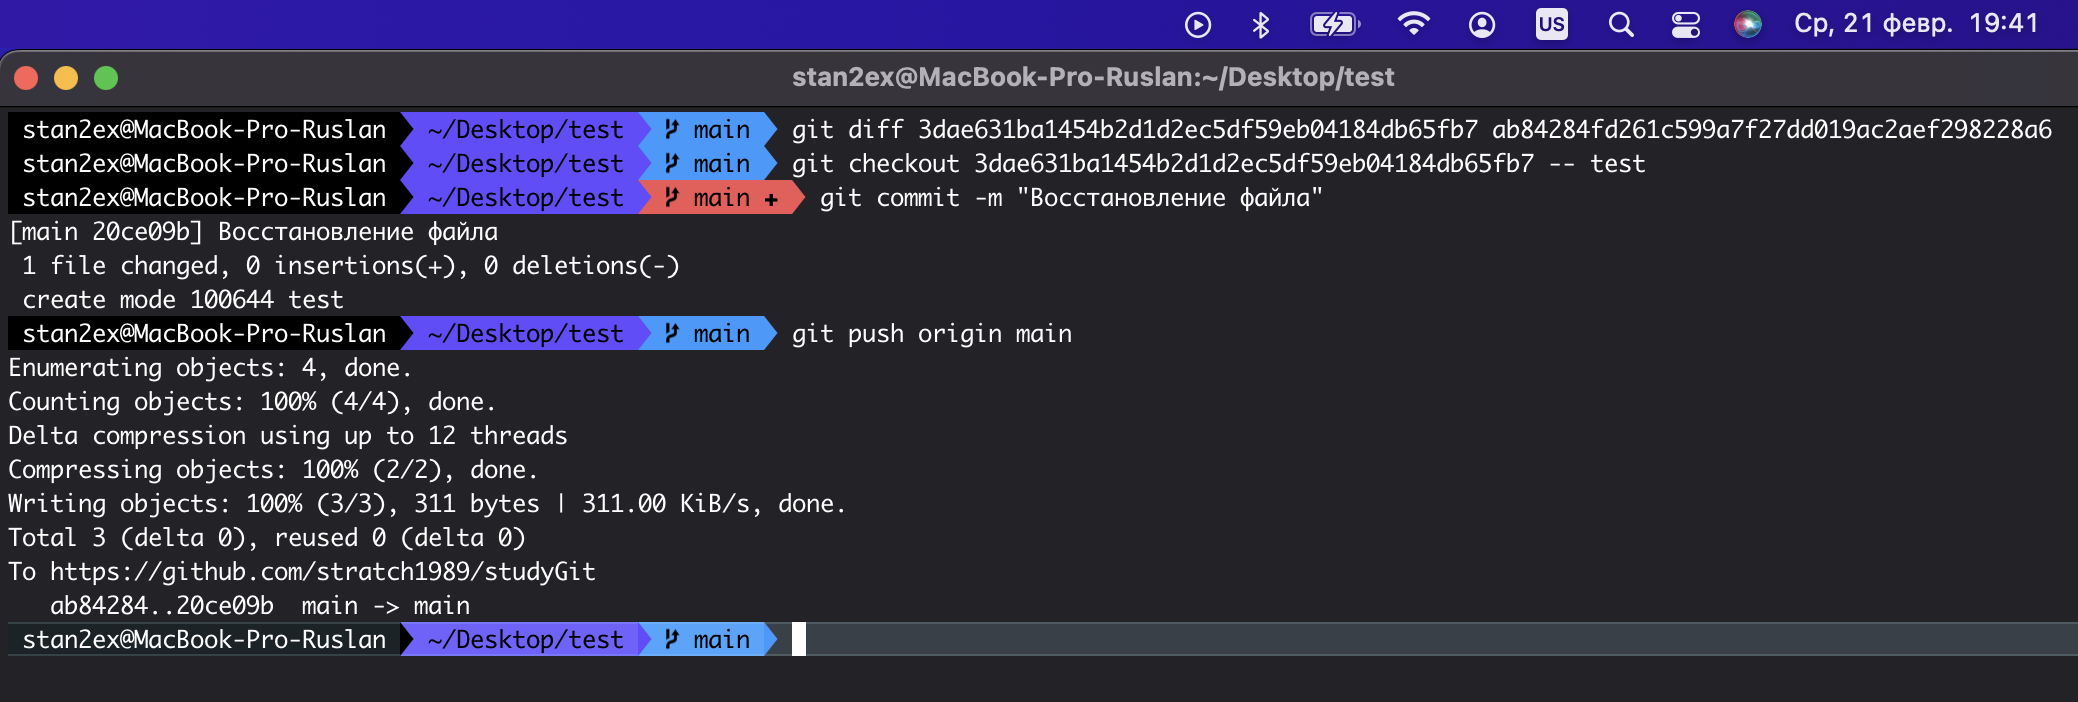 US Ср, 21 февр. 19:41
stan2ex@MacBook-Pro-Ruslan:~/Desktop/test
stan2ex@MacBook-Pro-Ruslan ~/Desktop/test main git diff 3dae631ba1454b2d1d2ec5df59eb04184db65fb7 ab84284fd261c599a7f27dd019ac2aef298228a6
stan2ex@MacBook-Pro-Ruslan ~/Desktop/test main git checkout 3dae631ba1454b2d1d2ec5df59eb04184db65fb7 -- test
stan2ex@MacBook-Pro-Ruslan ~/Desktop/test main + git commit -m "Восстановление файла"
[main 20ce09b] Восстановление файла
1 file changed, 0 insertions(+), 0 deletions(-)
create mode 100644 test
stan2ex@MacBook-Pro-Ruslan ~/Desktop/test main git push origin main
Enumerating objects: 4, done.
Counting objects: 100% (4/4), done.
Delta compression using up to 12 threads
Compressing objects: 100% (2/2), done.
Writing objects: 100% (3/3), 311 bytes | 311.00 KiB/s, done.
Total 3 (delta 0), reused 0 (delta 0)
To https://github.com/stratch1989/studyGit
ab84284..20ce09b main -> main
stan2ex@MacBook-Pro-Ruslan ~/Desktop/test main